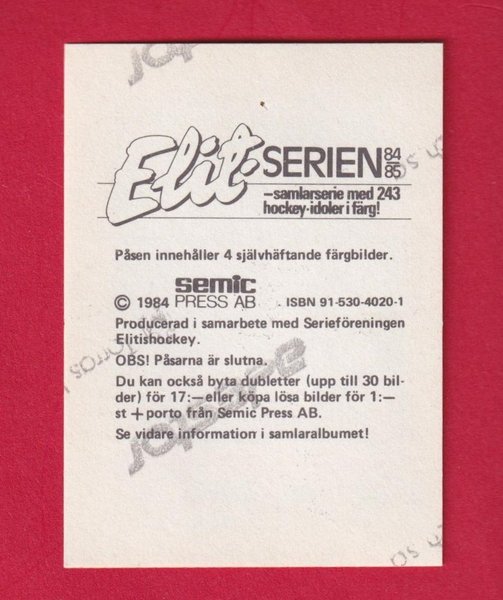 Elit-SERIEN 84 85
—samlarserie med 243
hockey-idoler i färg!
Påsen innehåller 4 självhäftande färgbilder.
semic
© 1984 PRESS AB . ISBN 91-530-4020-1
Producerad i samarbete med Serieföreningen
Elitishockey.
OBS! Påsarna är slutna.
Du kan också byta dubletter (upp till 30 bil-
der) för 17:—eller köpa lösa bilder för 1:—
st + porto från Semic Press AB.
Se vidare information i samlaralbumet!